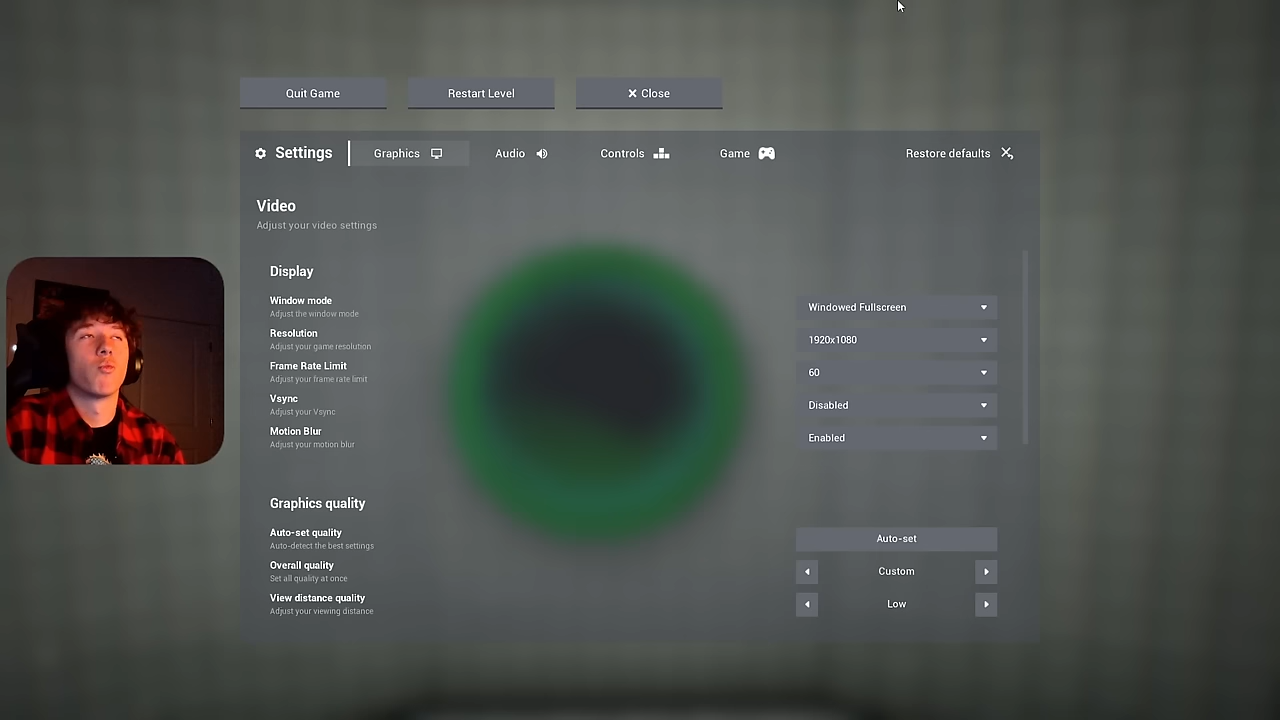 Quit Game
Restart Level
Close
Settings
Graphics
Audio
Controls
Game
Restore defaults
Video
Adjust your video settings
Display
Window mode
Adjust the window mode
Windowed Fullscreen
Resolution
Adjust your game resolution
1920x1080
Frame Rate Limit
Adjust your frame rate limit
60
Vsync
Adjust your Vsync
Disabled
Motion Blur
Adjust your motion blur
Enabled
Graphics quality
Auto-set quality
Auto-detect the best settings
Auto-set
Overall quality
Set all quality at once
Custom
View distance quality
Adjust your viewing distance
Low